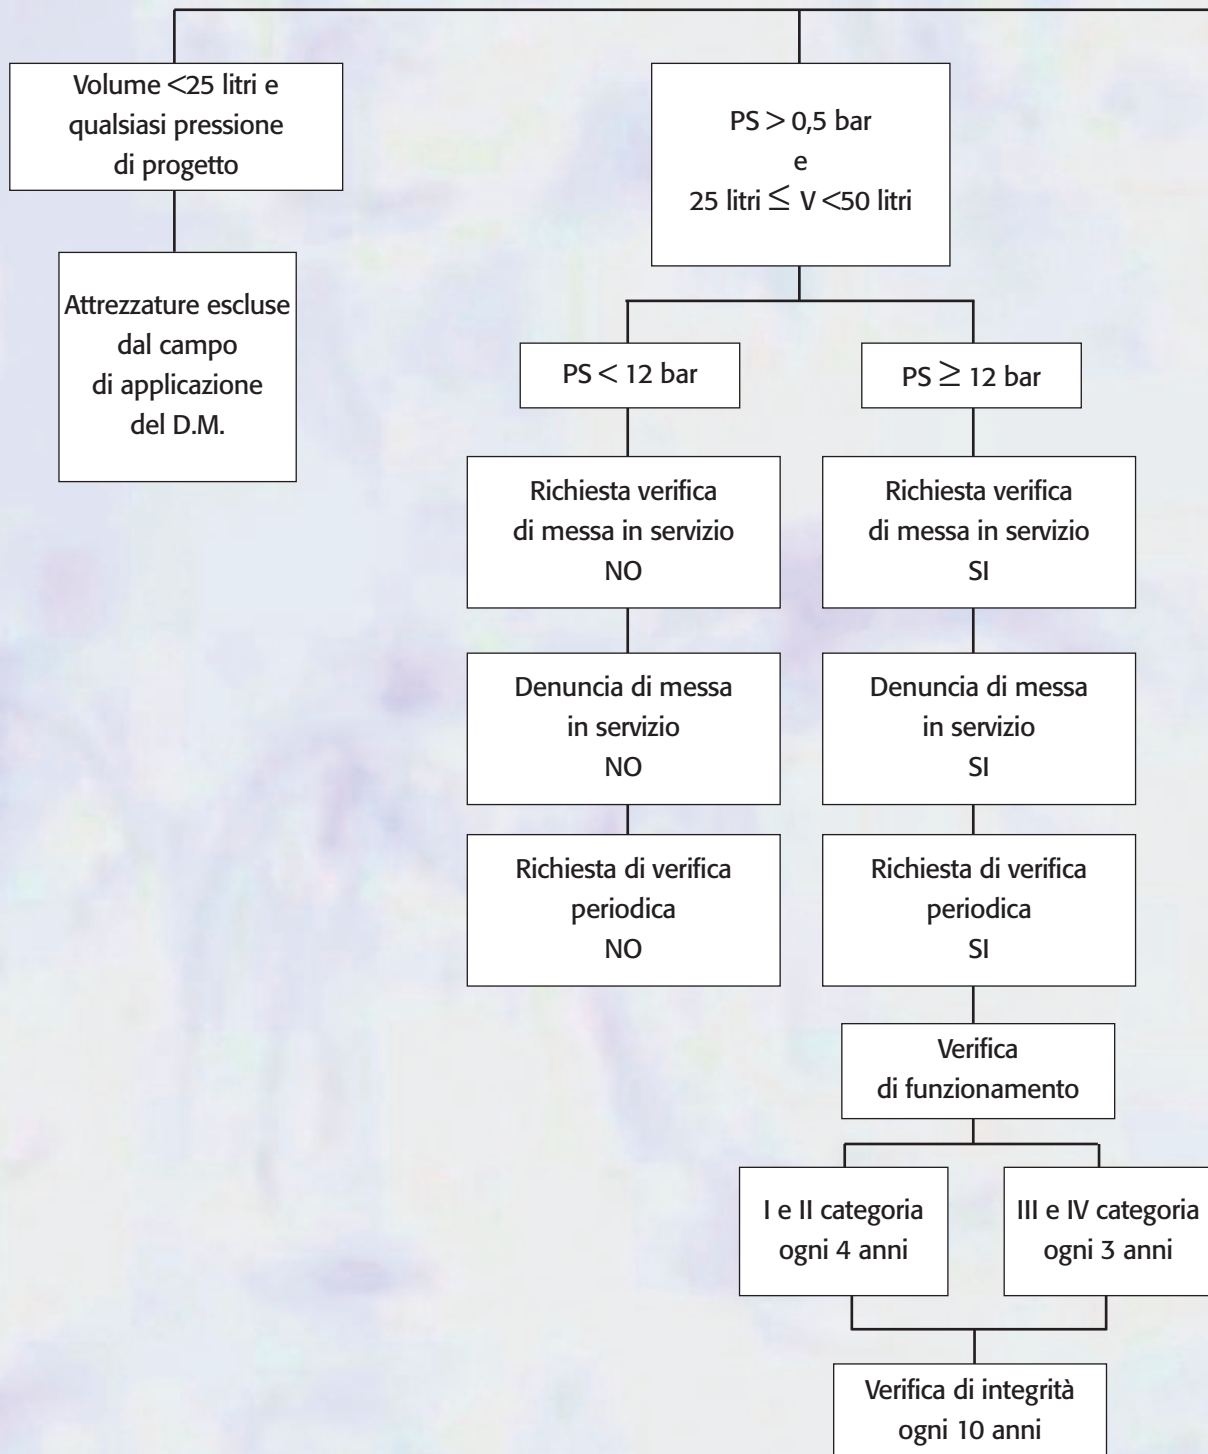 Volume <25 litri e
qualsiasi pressione
di progetto
Attrezzature escluse
dal campo
di applicazione
del D.M.
PS > 0,5 bar
e
25 litri ≤ V <50 litri
PS < 12 bar
Richiesta verifica
di messa in servizio
NO
Denuncia di messa
in servizio
NO
Richiesta di verifica
periodica
NO
PS ≥ 12 bar
Richiesta verifica
di messa in servizio
SI
Denuncia di messa
in servizio
SI
Richiesta di verifica
periodica
SI
Verifica
di funzionamento
I e II categoria
ogni 4 anni
III e IV categoria
ogni 3 anni
Verifica di integrità
ogni 10 anni